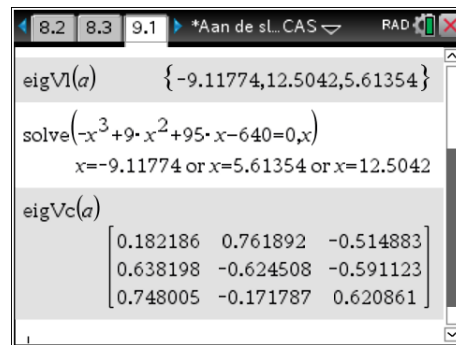 8.2 8.3 9.1 *Aan de sl…CAS RAD
eigVl(a) {-9.11774,12.5042,5.61354}
solve(-x³+9·x²+95·x-640=0,x)
x=-9.11774 or x=5.61354 or x=12.5042
eigVc(a)
[0.182186 0.761892 -0.514883
0.638198 -0.624508 -0.591123
0.748005 -0.171787 0.620861]